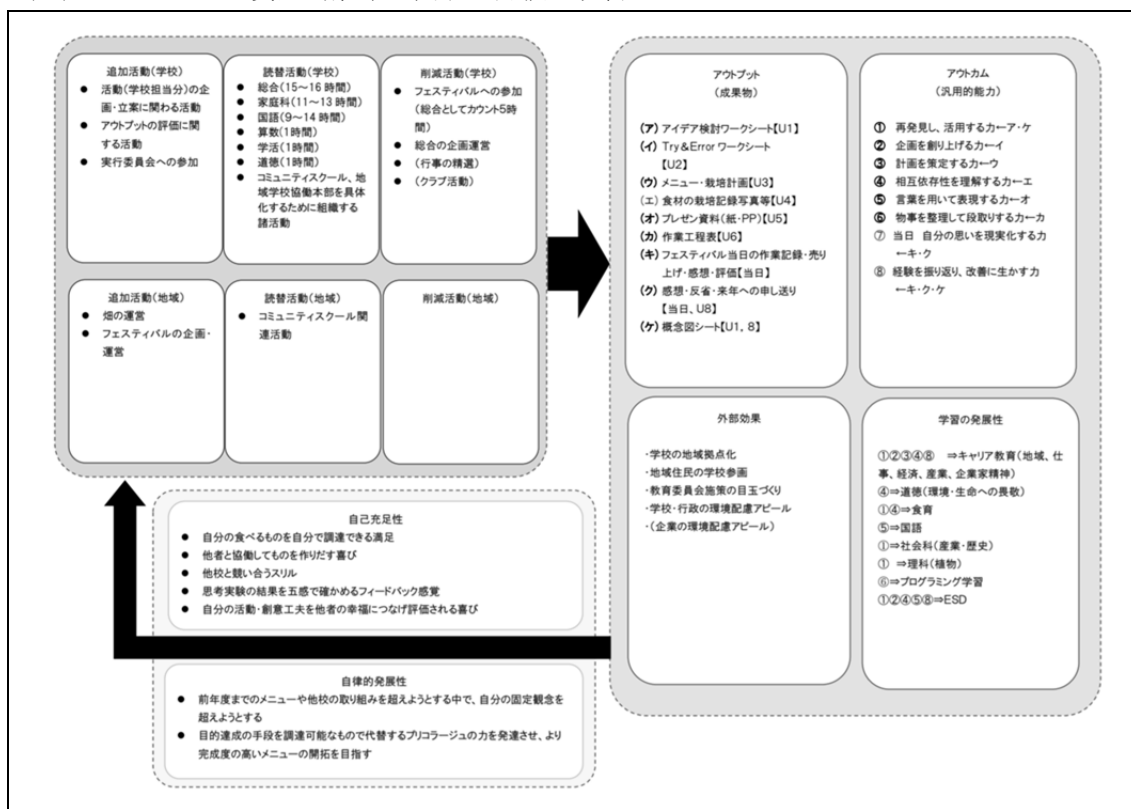 追加活動(学校)
● 活動(学校担当分)の企
画・立案に関わる活動
● アウトプットの評価に関
する活動
● 実行委員会への参加
読替活動(学校)
● 総合(15～16時間)
● 家庭科(11～13時間)
● 国語(9～14時間)
● 算数(1時間)
● 学活(1時間)
● 道徳(1時間)
● コミュニティスクール、地
域学校協働本部を具体
化するために組織する
諸活動
削減活動(学校)
● フェスティバルへの参加
(総合としてカウント5時
間)
● 総合の企画運営
● (行事の精選)
● (クラブ活動)
追加活動(地域)
● 畑の運営
● フェスティバルの企画・
運営
読替活動(地域)
● コミュニティスクール関
連活動
削減活動(地域)
アウトプット
(成果物)
(ア) アイデア検討ワークシート【U1】
(イ) Try&Errorワークシート
【U2】
(ウ) メニュー・栽培計画【U3】
(エ) 食材の栽培記録写真等【U4】
(オ) プレゼン資料(紙・PP)【U5】
(カ) 作業工程表【U6】
(キ) フェスティバル当日の作業記録・売り
上げ・感想・評価【当日】
(ク) 感想・反省・来年への申し送り
【当日、U8】
(ケ) 概念図シート【U1，8】
アウトカム
(汎用的能力)
① 再発見し、活用する力ーア・ケ
② 企画を創り上げる力ーイ
③ 計画を策定する力ーウ
④ 相互依存性を理解する力ーエ
⑤ 言葉を用いて表現する力ーオ
⑥ 物事を整理して段取りする力ーカ
⑦ 当日 自分の思いを現実化する力
ーキ・ク
⑧ 経験を振り返り、改善に生かす力
ーキ・ク・ケ
外部効果
・学校の地域拠点化
・地域住民の学校参画
・教育委員会施策の目玉づくり
・学校・行政の環境配慮アピール
・(企業の環境配慮アピール)
学習の発展性
①②③④⑧ ⇒キャリア教育(地域、仕
事、経済、産業、企業家精神)
④⇒道徳(環境・生命への畏敬)
①④⇒食育
⑤⇒国語
①⇒社会科(産業・歴史)
① ⇒理科(植物)
⑥⇒プログラミング学習
①②④⑤⑧⇒ESD
自己充足性
● 自分の食べるものを自分で調達できる満足
● 他者と協働してものを作りだす喜び
● 他校と競い合うスリル
● 思考実験の結果を五感で確かめるフィードバック感覚
● 自分の活動・創意工夫を他者の幸福につなげ評価される喜び
自律的発展性
● 前年度までのメニューや他校の取り組みを超えようとする中で、自分の固定観念を
超えようとする
● 目的達成の手段を調達可能なもので代替するブリコラージュの力を発達させ、より
完成度の高いメニューの開拓を目指す